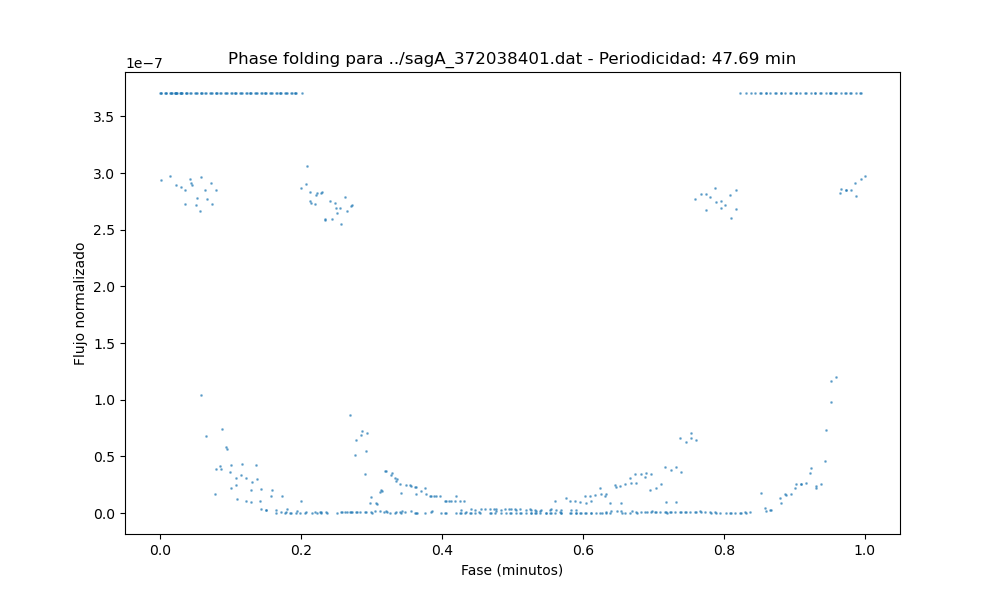 Phase folding para ../sagA_372038401.dat - Periodicidad: 47.69 min
1e−7
3.5
3.0
2.5
2.0
1.5
1.0
0.5
0.0
Flujo normalizado
0.0 0.2 0.4 0.6 0.8 1.0
Fase (minutos)